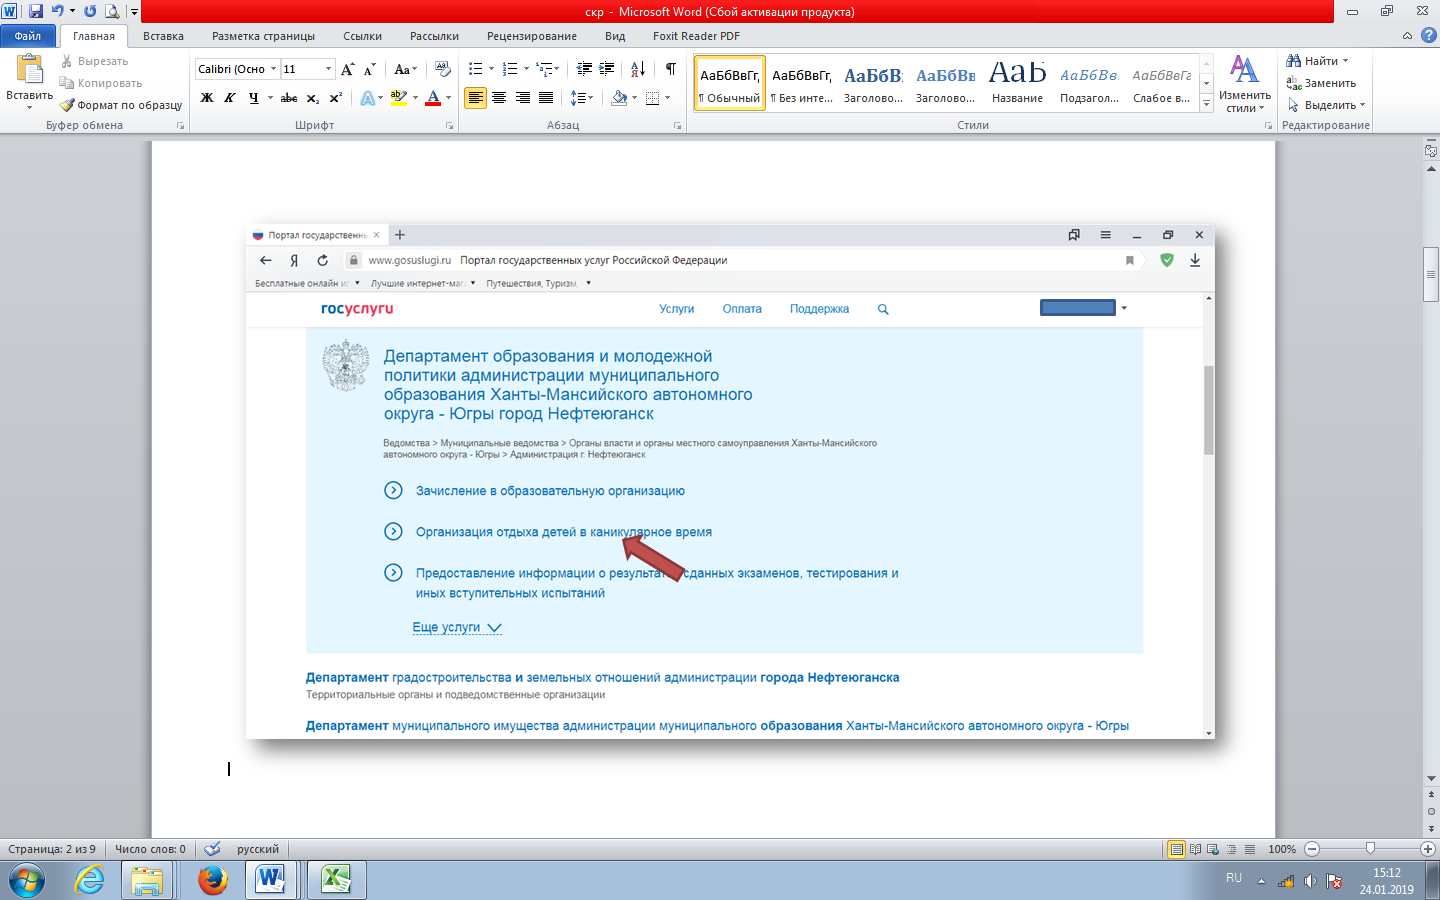 скр - Microsoft Word (Сбой активации продукта)
Файл Главная Вставка Разметка страницы Ссылки Рассылки Рецензирование Вид Foxit Reader PDF
Вставить
Вырезать
Копировать
Формат по образцу
Буфер обмена
Calibri (Осно 11
Ж К Ч abc x₂ x²
Шрифт
Абзац
АаБбВвГг, АаБбВвГг, АаБбВ АаБбВв АаБ АаБбВв АаБбВвГг
¶ Обычный ¶ Без инте... Заголово... Заголово... Название Подзагол... Слабое в...
Изменить стили
Стили
Найти
Заменить
Выделить
Редактирование
Портал государственны
www.gosuslugi.ru Портал государственных услуг Российской Федерации
Бесплатные онлайн Лучшие интернет-маг Путешествия, Туризм,
госуслуги Услуги Оплата Поддержка
Департамент образования и молодежной
политики администрации муниципального
образования Ханты-Мансийского автономного
округа - Югры город Нефтеюганск
Ведомства > Муниципальные ведомства > Органы власти и органы местного самоуправления Ханты-Мансийского
автономного округа - Югры > Администрация г. Нефтеюганск
Зачисление в образовательную организацию
Организация отдыха детей в каникулярное время
Предоставление информации о результатах сданных экзаменов, тестирования и
иных вступительных испытаний
Еще услуги
Департамент градостроительства и земельных отношений администрации города Нефтеюганска
Территориальные органы и подведомственные организации
Департамент муниципального имущества администрации муниципального образования Ханты-Мансийского автономного округа - Югры
Страница: 2 из 9 Число слов: 0 русский 100%
RU 15:12
24.01.2019